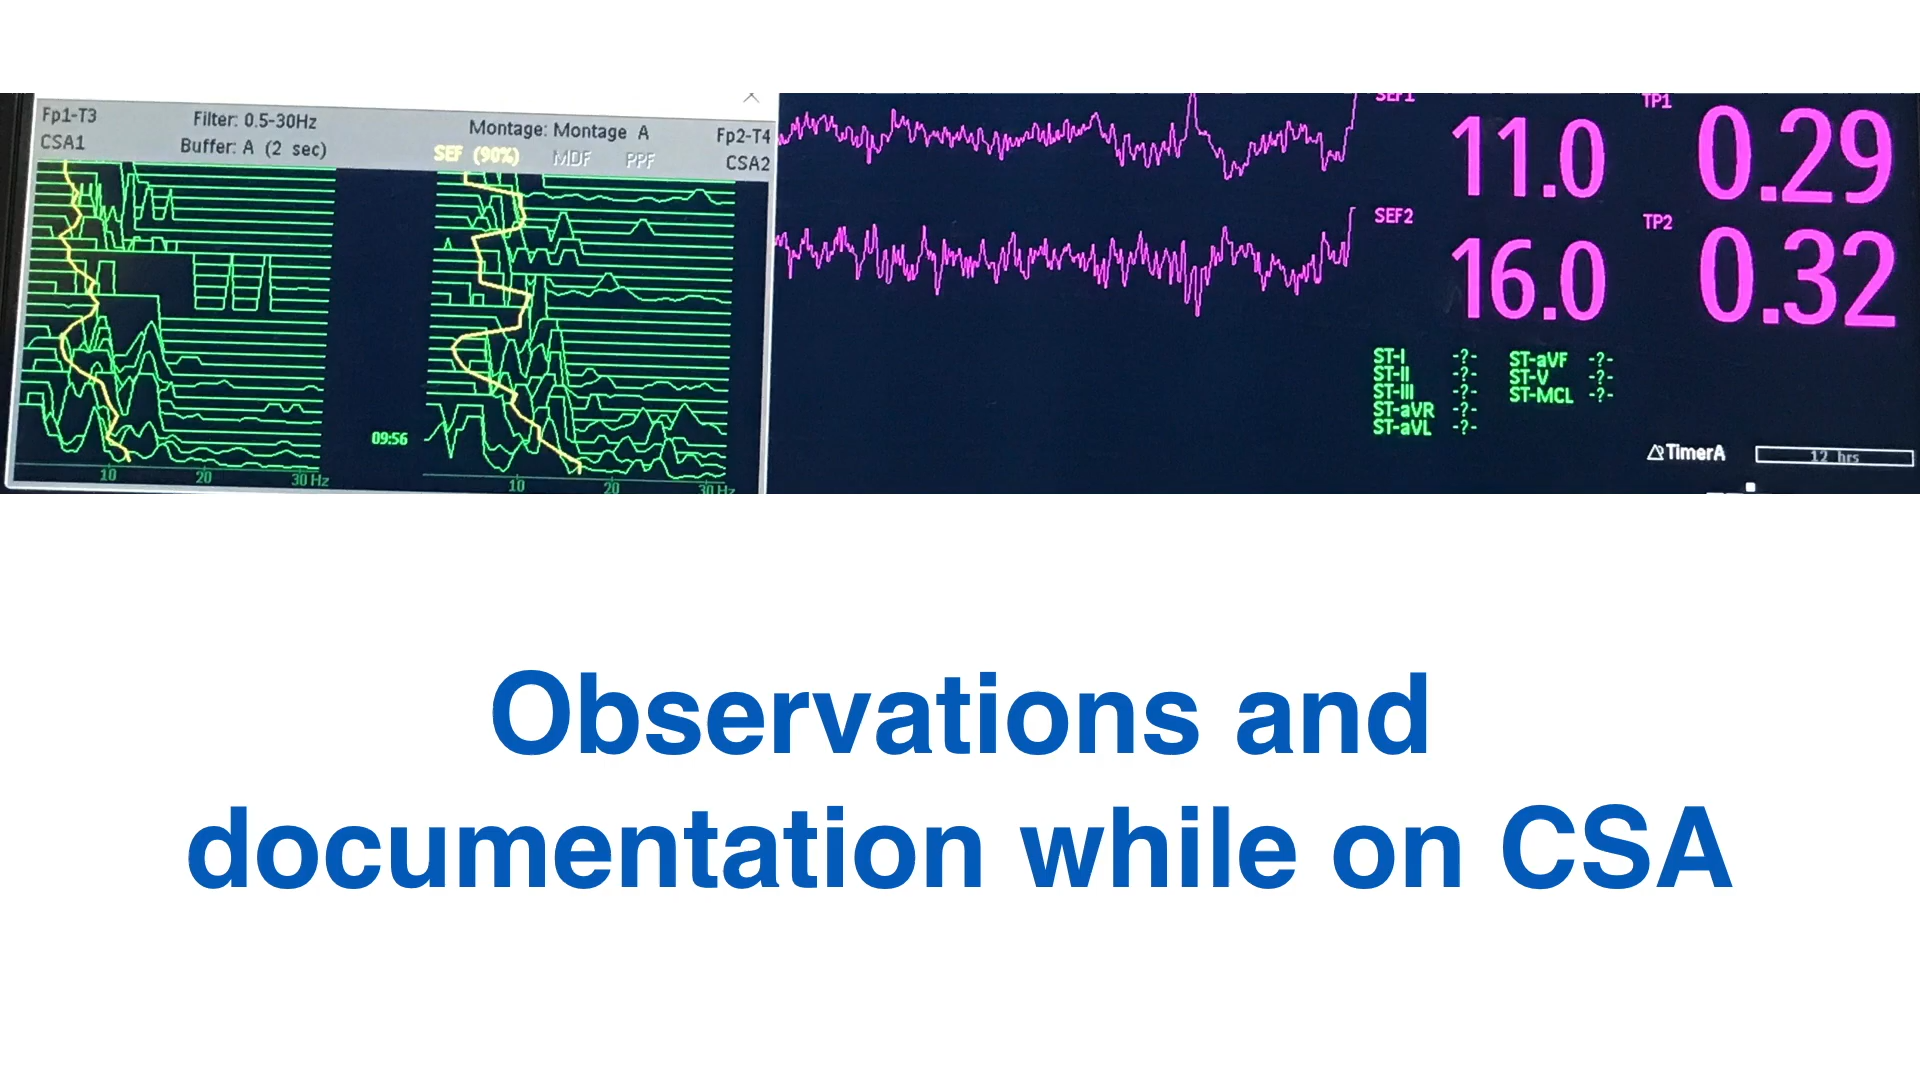 Fp1-T3 Filter: 0.5-30Hz Montage: Montage A Fp2-T4
CSA1 Buffer: A (2 sec) SEF (90%) MDF PPF CSA2
09:56
10 20 30 Hz
10 20 30 Hz
SEF1 11.0 TP1 0.29
SEF2 16.0 TP2 0.32
ST-I -?- ST-aVF -?-
ST-II -?- ST-V -?-
ST-III -?- ST-MCL -?-
ST-aVR -?-
ST-aVL -?-
TimerA 12 hrs
Observations and
documentation while on CSA